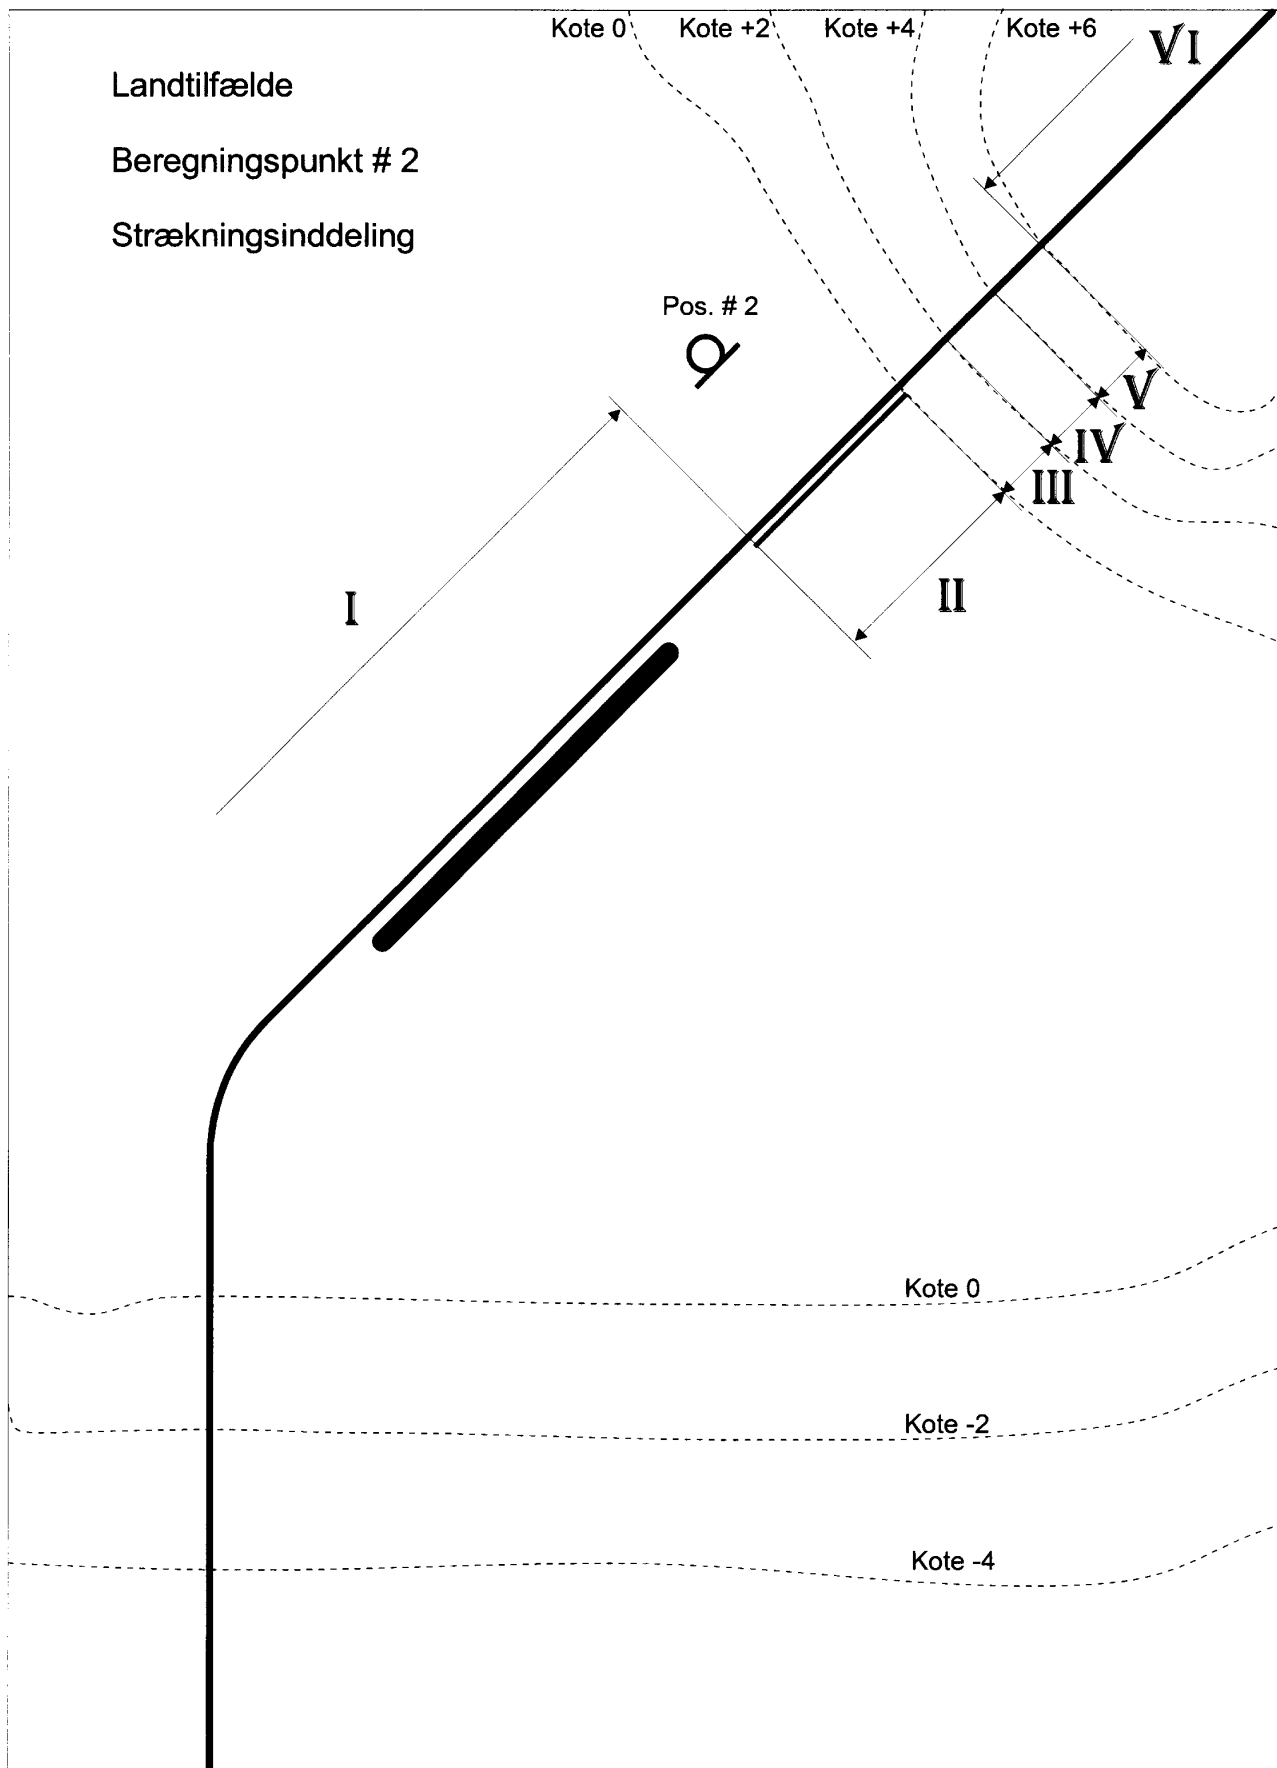 Kote 0 Kote +2 Kote +4 Kote +6
VI
Landtilfælde
Beregningspunkt # 2
Strækningsinddeling
Pos. # 2
V
IV
III
II
I
Kote 0
Kote -2
Kote -4